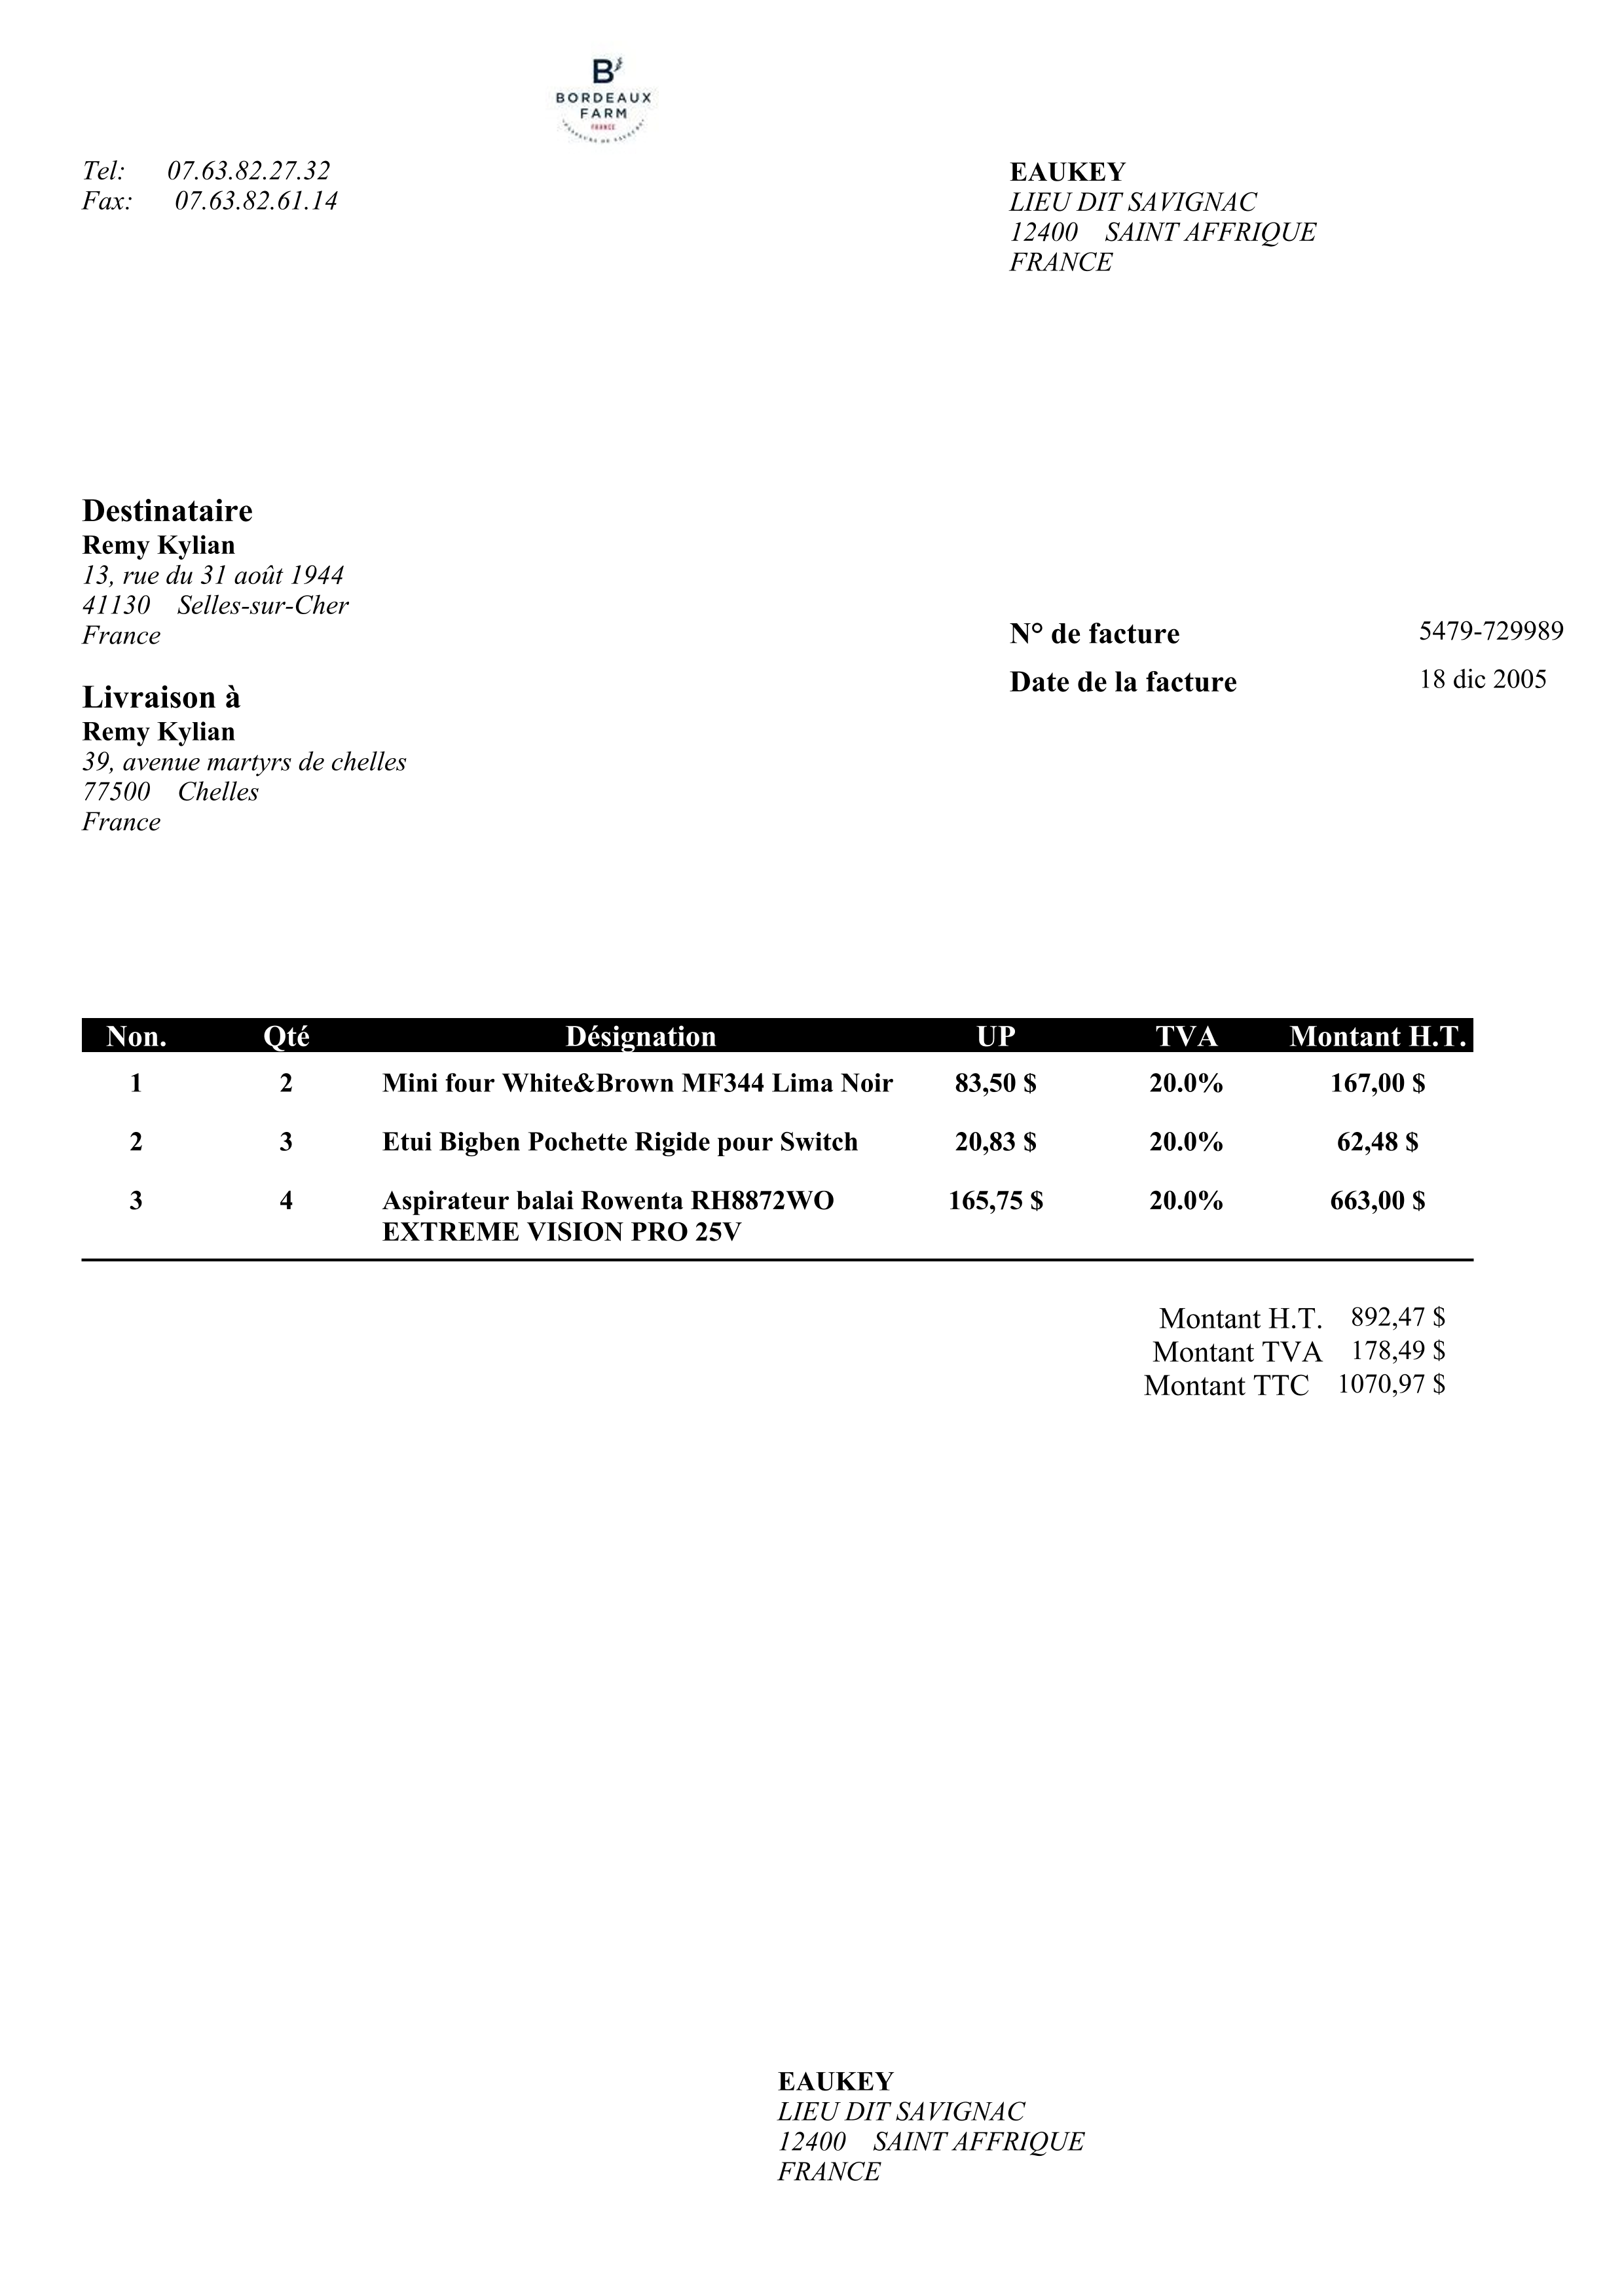 B
BORDEAUX
FARM
FRANCE
Tel: 07.63.82.27.32
Fax: 07.63.82.61.14
EAUKEY
LIEU DIT SAVIGNAC
12400 SAINT AFFRIQUE
FRANCE
Destinataire
Remy Kylian
13, rue du 31 août 1944
41130 Selles-sur-Cher
France
N° de facture 5479-729989
Date de la facture 18 dic 2005
Livraison à
Remy Kylian
39, avenue martyrs de chelles
77500 Chelles
France
Non. Qté Désignation UP TVA Montant H.T.
1 2 Mini four White&Brown MF344 Lima Noir 83,50 $ 20.0% 167,00 $
2 3 Etui Bigben Pochette Rigide pour Switch 20,83 $ 20.0% 62,48 $
3 4 Aspirateur balai Rowenta RH8872WO 165,75 $ 20.0% 663,00 $
EXTREME VISION PRO 25V
Montant H.T. 892,47 $
Montant TVA 178,49 $
Montant TTC 1070,97 $
EAUKEY
LIEU DIT SAVIGNAC
12400 SAINT AFFRIQUE
FRANCE